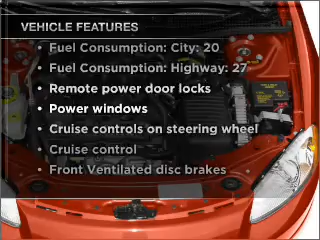 VEHICLE FEATURES
• Fuel Consumption: City: 20
• Fuel Consumption: Highway: 27
• Remote power door locks
• Power windows
• Cruise controls on steering wheel
• Cruise control
• Front Ventilated disc brakes